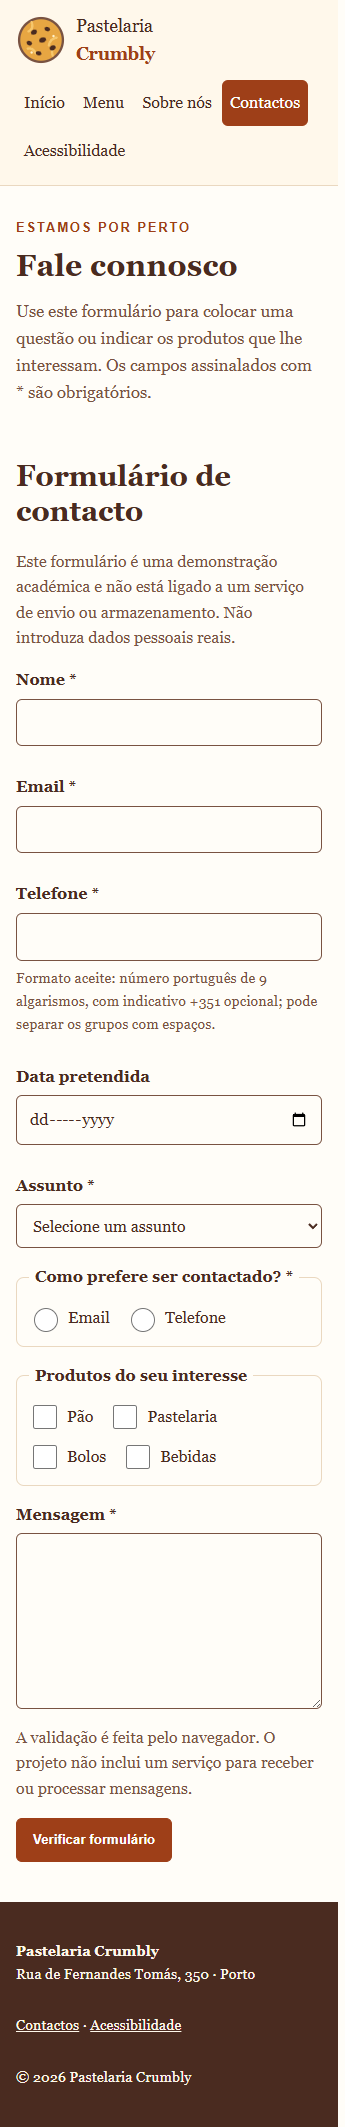 Pastelaria
Crumbly
Início Menu Sobre nós Contactos
Acessibilidade
ESTAMOS POR PERTO
Fale connosco
Use este formulário para colocar uma
questão ou indicar os produtos que lhe
interessam. Os campos assinalados com
* são obrigatórios.
Formulário de
contacto
Este formulário é uma demonstração
académica e não está ligado a um serviço
de envio ou armazenamento. Não
introduza dados pessoais reais.
Nome *
Email *
Telefone *
Formato aceite: número português de 9
algarismos, com indicativo +351 opcional; pode
separar os grupos com espaços.
Data pretendida
dd-----yyyy
Assunto *
Selecione um assunto
Como prefere ser contactado? *
Email Telefone
Produtos do seu interesse
Pão Pastelaria
Bolos Bebidas
Mensagem *
A validação é feita pelo navegador. O
projeto não inclui um serviço para receber
ou processar mensagens.
Verificar formulário
Pastelaria Crumbly
Rua de Fernandes Tomás, 350 · Porto
Contactos · Acessibilidade
© 2026 Pastelaria Crumbly